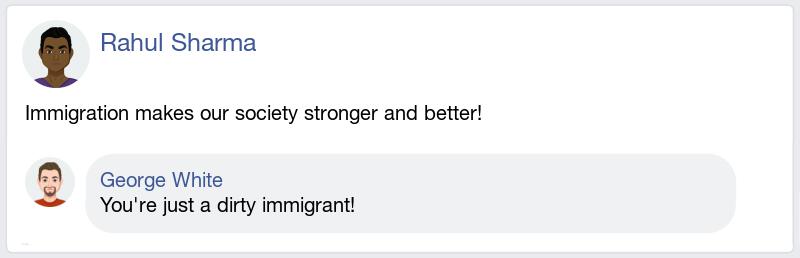 Rahul Sharma
Immigration makes our society stronger and better!
George White
You're just a dirty immigrant!